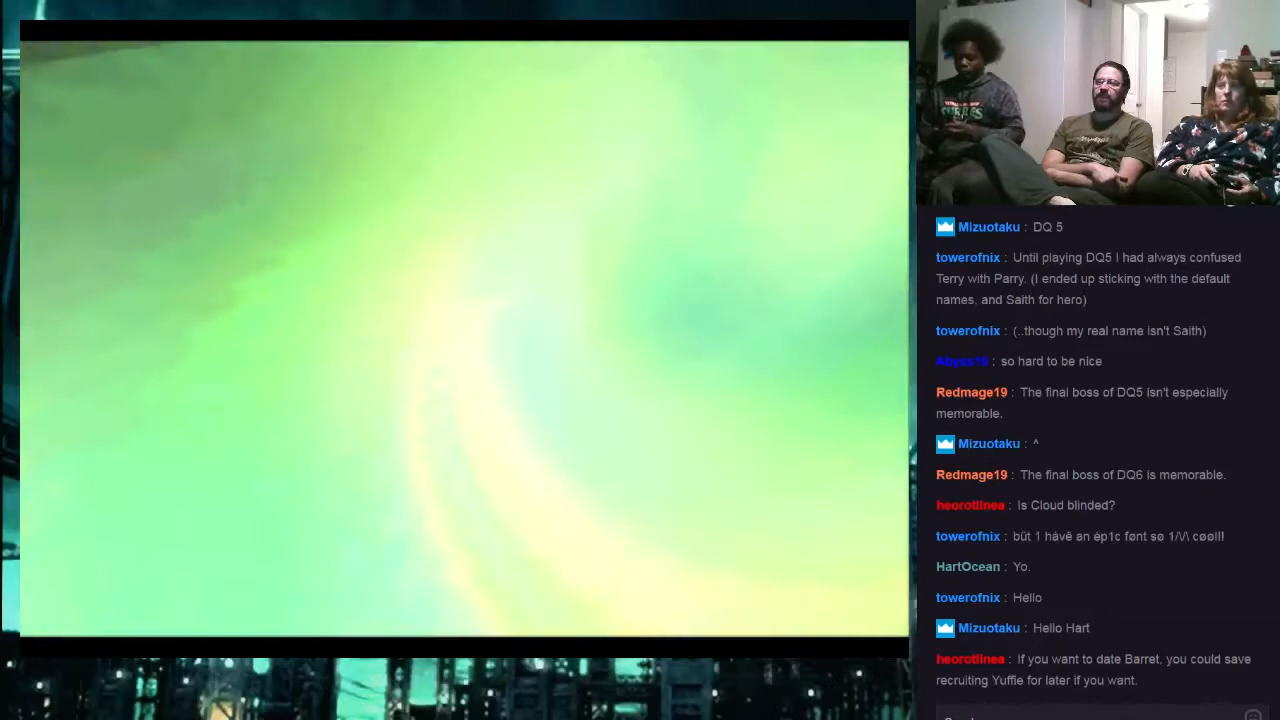 TURTLES
Mizuotaku : DQ 5
towerofnix : Until playing DQ5 I had always confused
Terry with Parry. (I ended up sticking with the default
names, and Saith for hero)
towerofnix : (..though my real name isn't Saith)
Abyss19 : so hard to be nice
Redmage19 : The final boss of DQ5 isn't especially
memorable.
Mizuotaku : ^
Redmage19 : The final boss of DQ6 is memorable.
heorotlinea : Is Cloud blinded?
towerofnix : bůt 1 hávê an ép1c fønt sø 1/\/\ cøøl!!
HartOcean : Yo.
towerofnix : Hello
Mizuotaku : Hello Hart
heorotlinea : If you want to date Barret, you could save
recruiting Yuffie for later if you want.